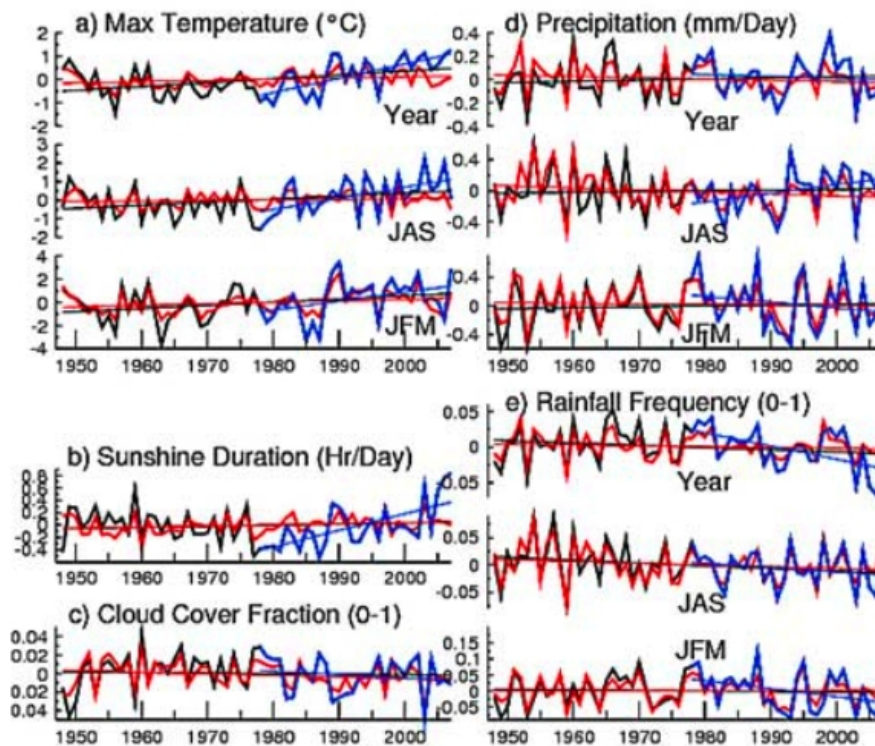 a) Max Temperature (°C)
2
1
0
-1
-2
Year
3
2
1
0
-1
-2
JAS
4
2
0
-2
-4
JFM
1950 1960 1970 1980 1990 2000
b) Sunshine Duration (Hr/Day)
0.8
0.6
0.4
0.2
0
-0.2
-0.4
1950 1960 1970 1980 1990 2000
c) Cloud Cover Fraction (0-1)
0.04
0.02
0
0.02
0.04
1950 1960 1970 1980 1990 2000
d) Precipitation (mm/Day)
0.4
0.2
0
-0.2
-0.4
Year
0.4
0
-0.4
JAS
0.4
0
-0.4
JFM
1950 1960 1970 1980 1990 2000
e) Rainfall Frequency (0-1)
0.05
0
0.05
Year
0.05
0
-0.05
JAS
JFM
0.15
0.1
0.05
0
0.05
1950 1960 1970 1980 1990 2000